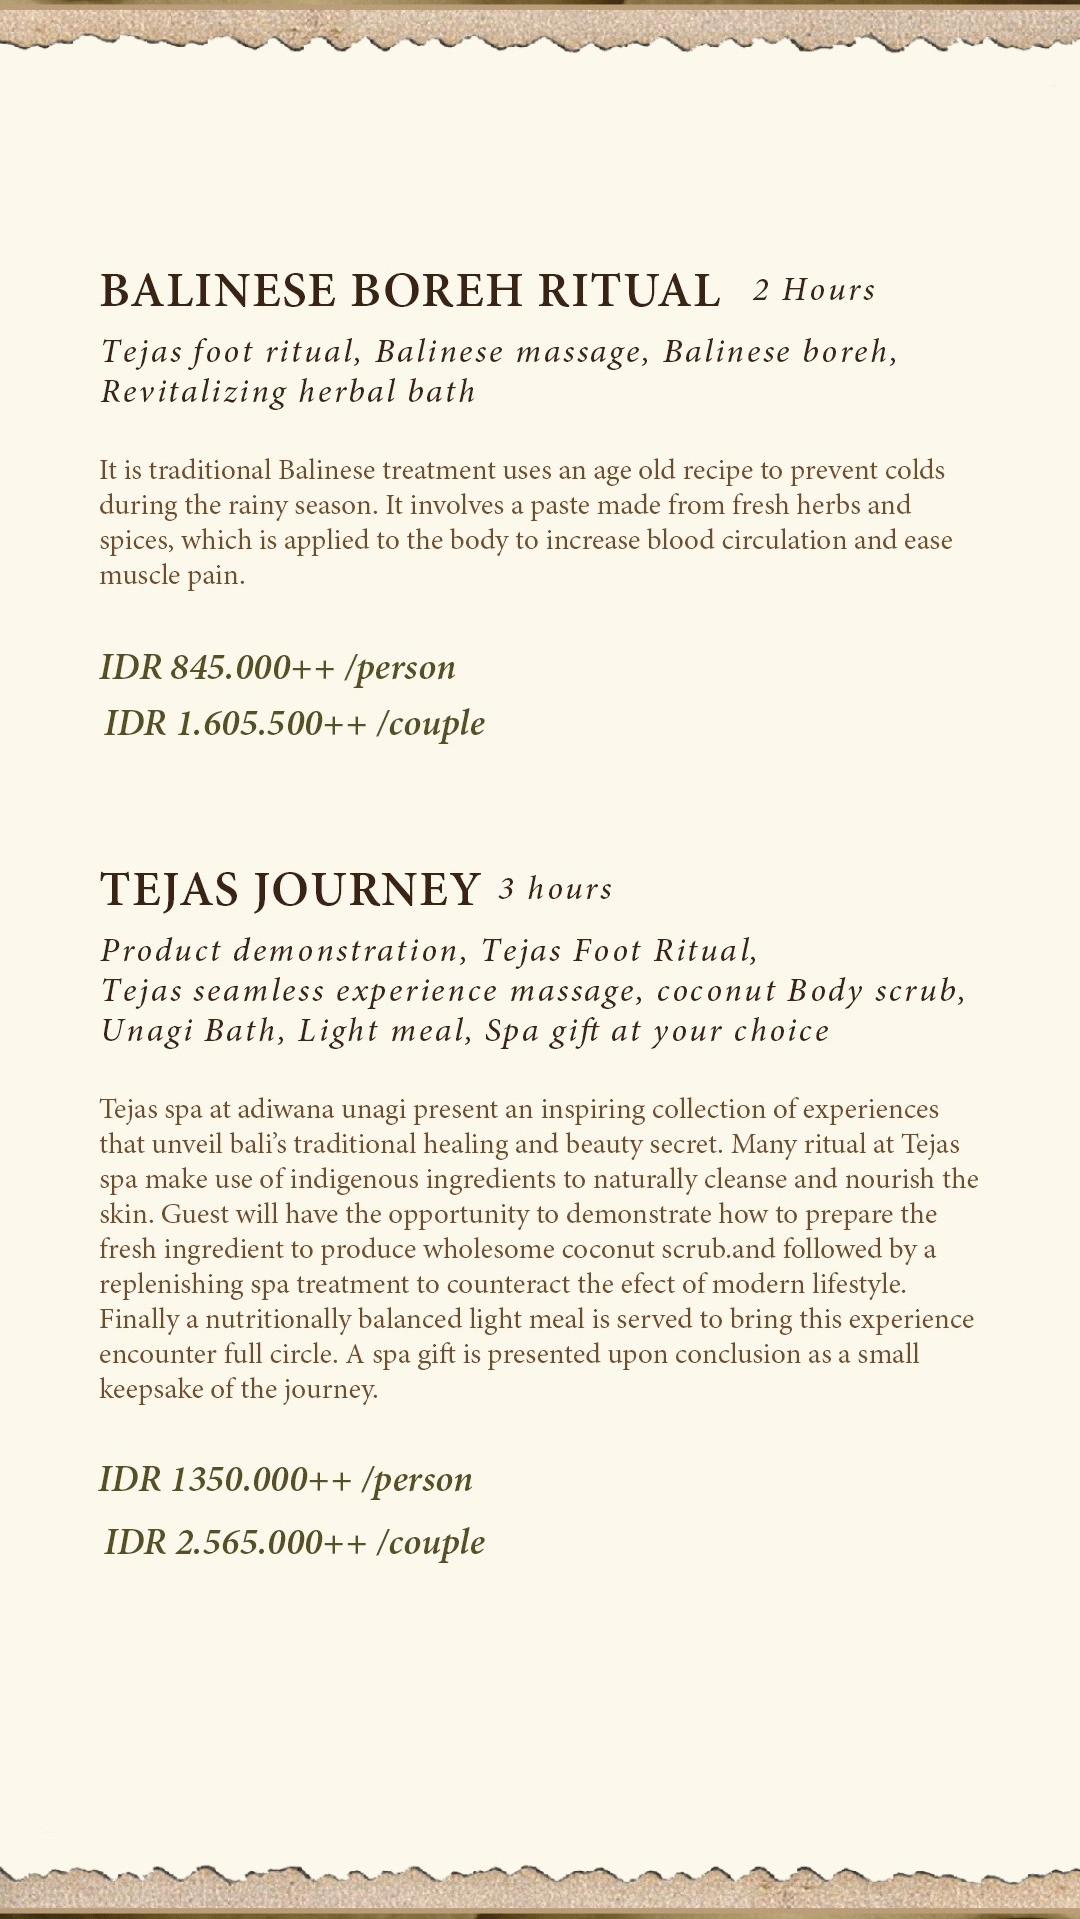 BALINESE BOREH RITUAL 2 Hours
Tejas foot ritual, Balinese massage, Balinese boreh,
Revitalizing herbal bath
It is traditional Balinese treatment uses an age old recipe to prevent colds
during the rainy season. It involves a paste made from fresh herbs and
spices, which is applied to the body to increase blood circulation and ease
muscle pain.
IDR 845.000++ /person
IDR 1.605.500++ /couple
TEJAS JOURNEY 3 hours
Product demonstration, Tejas Foot Ritual,
Tejas seamless experience massage, coconut Body scrub,
Unagi Bath, Light meal, Spa gift at your choice
Tejas spa at adiwana unagi present an inspiring collection of experiences
that unveil bali’s traditional healing and beauty secret. Many ritual at Tejas
spa make use of indigenous ingredients to naturally cleanse and nourish the
skin. Guest will have the opportunity to demonstrate how to prepare the
fresh ingredient to produce wholesome coconut scrub.and followed by a
replenishing spa treatment to counteract the efect of modern lifestyle.
Finally a nutritionally balanced light meal is served to bring this experience
encounter full circle. A spa gift is presented upon conclusion as a small
keepsake of the journey.
IDR 1350.000++ /person
IDR 2.565.000++ /couple